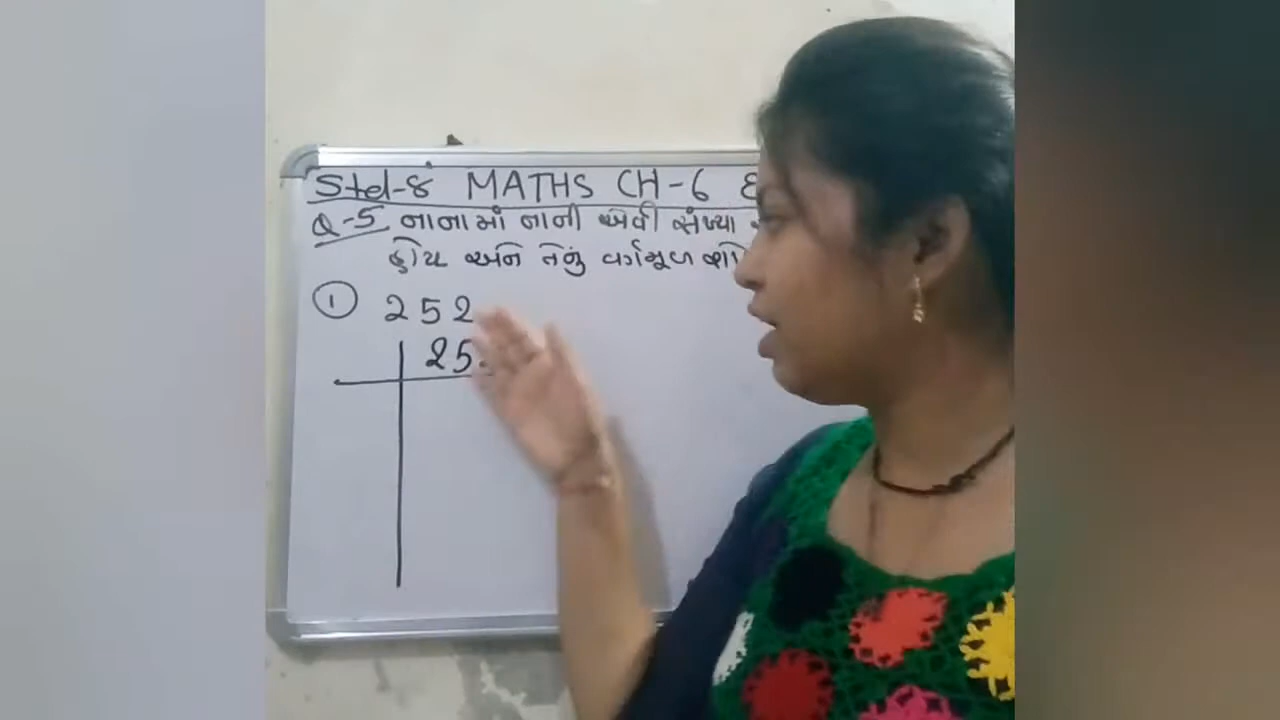 Std-8 MATHS CH-6
Q-5 નાનામાં નાની એવી સંખ્યા
હોય અને તેનું વર્ગમૂળ
① 252
25